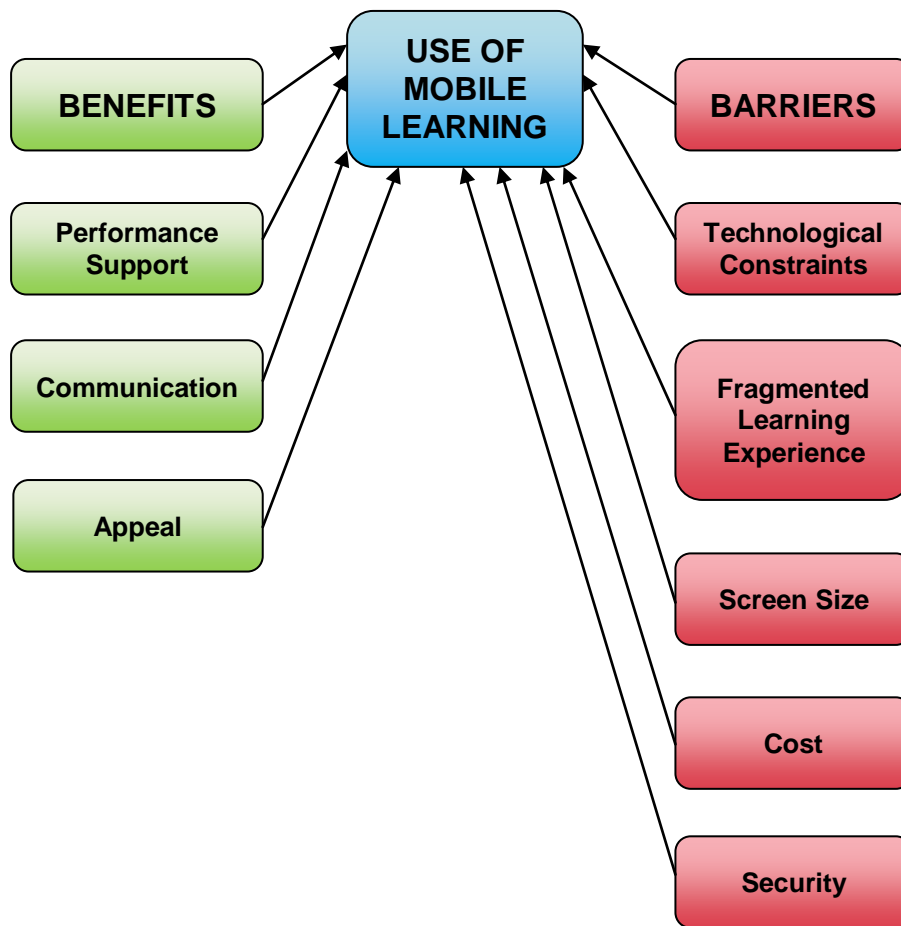 USE OF
MOBILE
LEARNING
BENEFITS
Performance
Support
Communication
Appeal
BARRIERS
Technological
Constraints
Fragmented
Learning
Experience
Screen Size
Cost
Security